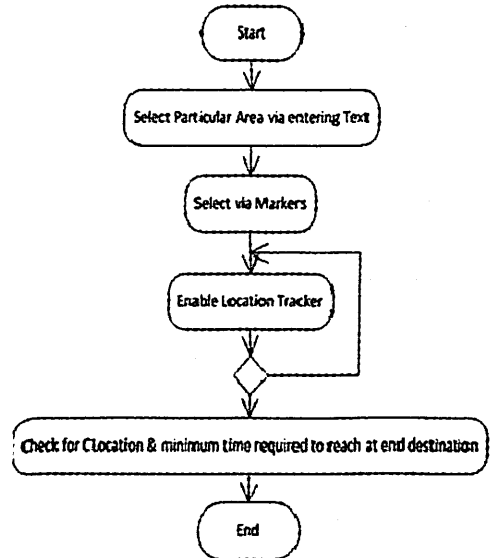 Start
Select Particular Area via entering Text
Select via Markers
Enable Location Tracker
Check for CLocation & minimum time required to reach at end destination
End